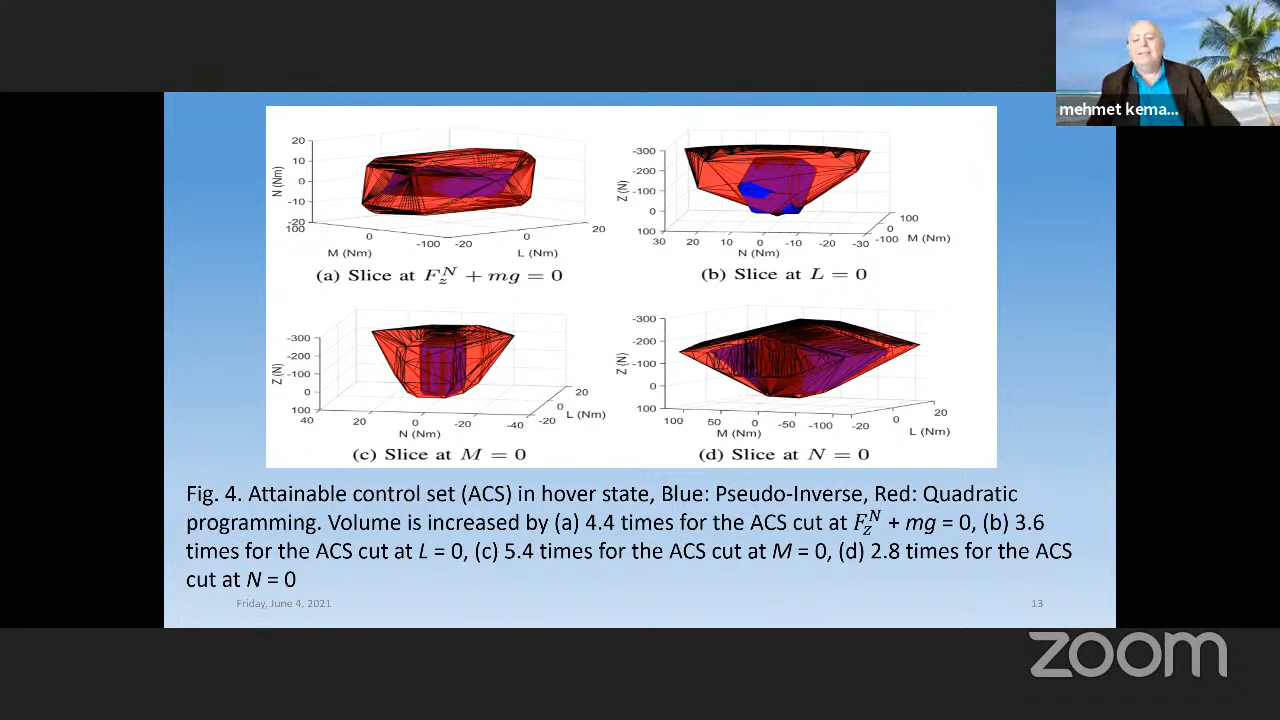 mehmet kema...
20
10
0
-10
-20
N (Nm)
100
0
-100
M (Nm)
-20
0
20
L (Nm)
(a) Slice at F_z^N + mg = 0
-300
-200
-100
0
100
Z (N)
30 20 10 0 -10 -20 -30
N (Nm)
-100
0
100
M (Nm)
(b) Slice at L = 0
-300
-200
-100
0
100
Z (N)
40 20 0 -20 -40
N (Nm)
-20
0
20
L (Nm)
(c) Slice at M = 0
-300
-200
-100
0
100
Z (N)
100 50 0 -50 -100
M (Nm)
-20
0
20
L (Nm)
(d) Slice at N = 0
Fig. 4. Attainable control set (ACS) in hover state, Blue: Pseudo-Inverse, Red: Quadratic
programming. Volume is increased by (a) 4.4 times for the ACS cut at F_z^N + mg = 0, (b) 3.6
times for the ACS cut at L = 0, (c) 5.4 times for the ACS cut at M = 0, (d) 2.8 times for the ACS
cut at N = 0
Friday, June 4, 2021
13
zoom